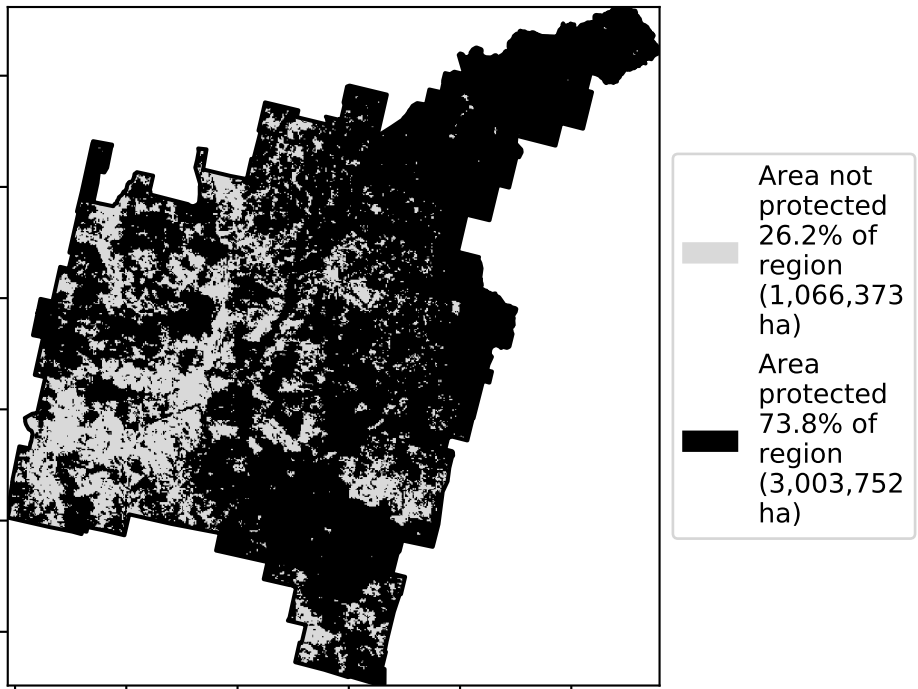 Area not
protected
26.2% of
region
(1,066,373
ha)
Area
protected
73.8% of
region
(3,003,752
ha)